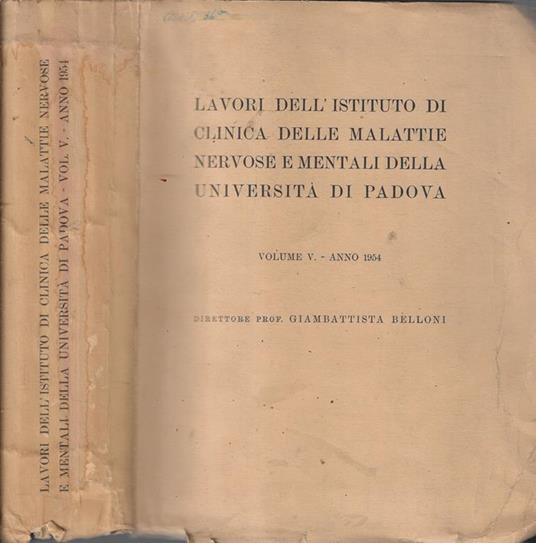 LAVORI DELL'ISTITUTO DI CLINICA DELLE MALATTIE NERVOSE
E MENTALI DELLA UNIVERSITÀ DI PADOVA - VOL. V. - ANNO 1954
LAVORI DELL'ISTITUTO DI
CLINICA DELLE MALATTIE
NERVOSE E MENTALI DELLA
UNIVERSITÀ DI PADOVA
VOLUME V. - ANNO 1954
DIRETTORE PROF. GIAMBATTISTA BELLONI